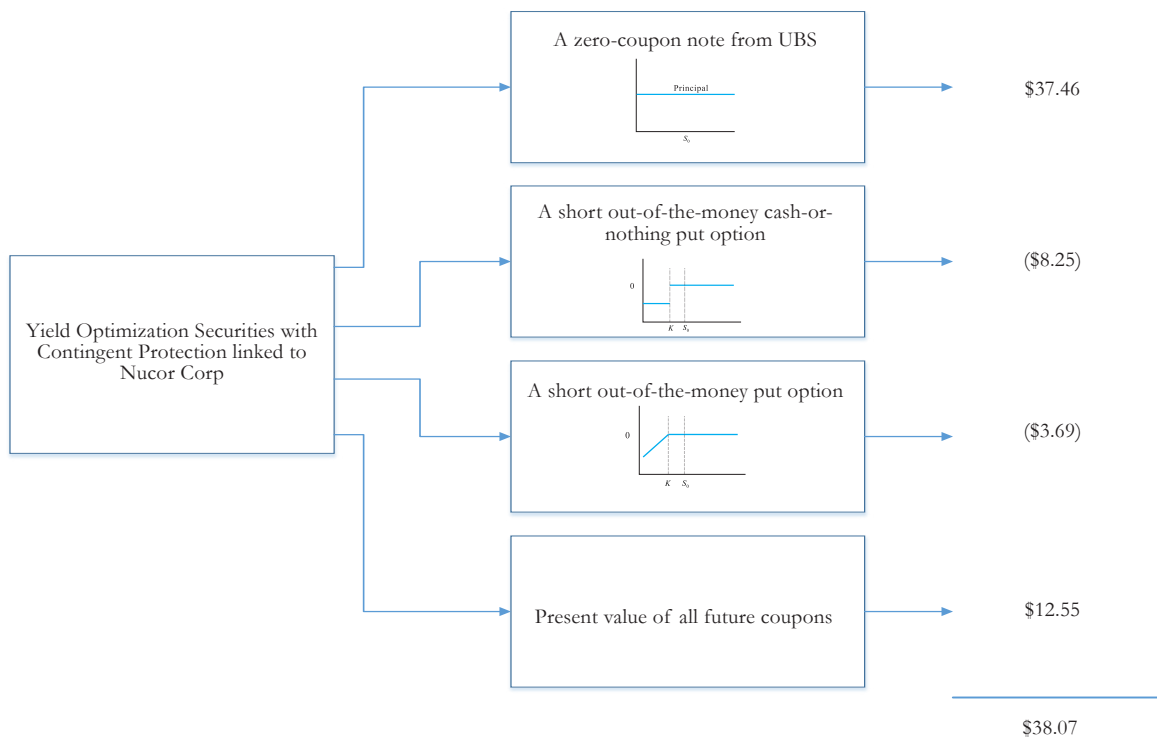 A zero-coupon note from UBS
Principal
S₀
$37.46
A short out-of-the-money cash-or-
nothing put option
0
K S₀
($8.25)
Yield Optimization Securities with
Contingent Protection linked to
Nucor Corp
A short out-of-the-money put option
0
K S₀
($3.69)
Present value of all future coupons
$12.55
$38.07